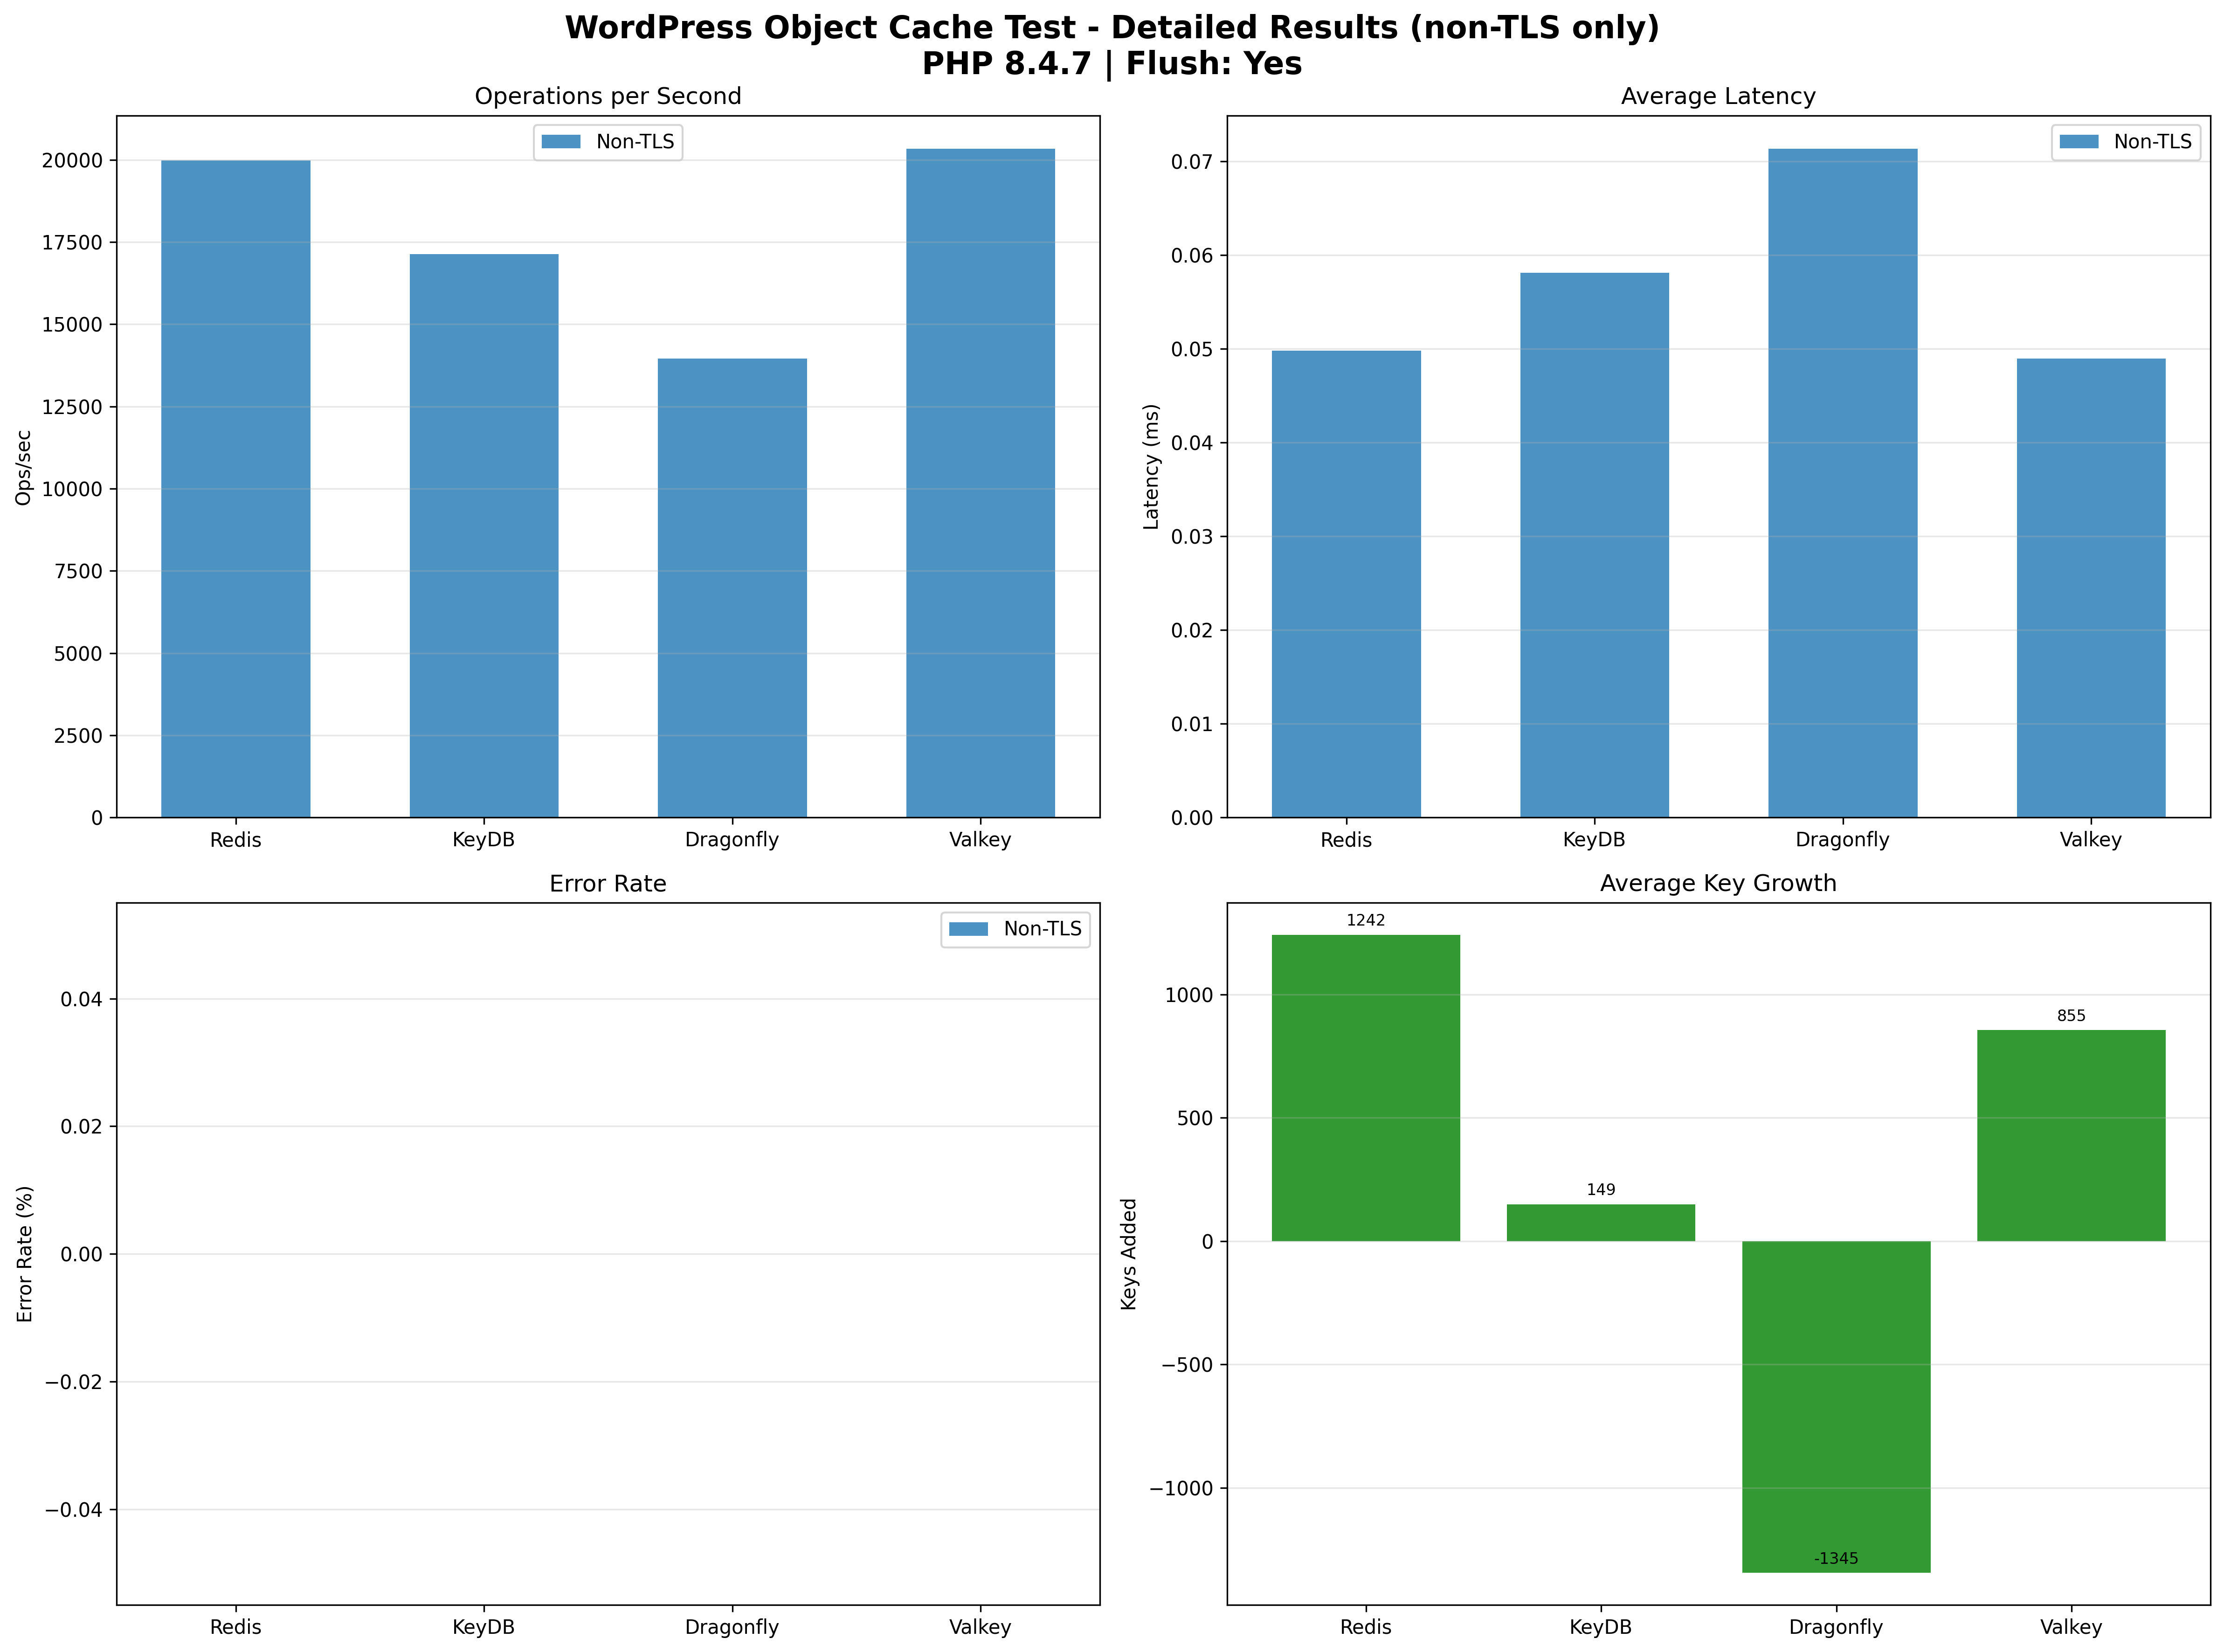 WordPress Object Cache Test - Detailed Results (non-TLS only)
PHP 8.4.7 | Flush: Yes
Operations per Second
Non-TLS
20000
17500
15000
12500
10000
7500
5000
2500
0
Ops/sec
Redis
KeyDB
Dragonfly
Valkey
Average Latency
Non-TLS
0.07
0.06
0.05
0.04
0.03
0.02
0.01
0.00
Latency (ms)
Redis
KeyDB
Dragonfly
Valkey
Error Rate
Non-TLS
0.04
0.02
0.00
−0.02
−0.04
Error Rate (%)
Redis
KeyDB
Dragonfly
Valkey
Average Key Growth
1242
149
-1345
855
1000
500
0
−500
−1000
Keys Added
Redis
KeyDB
Dragonfly
Valkey